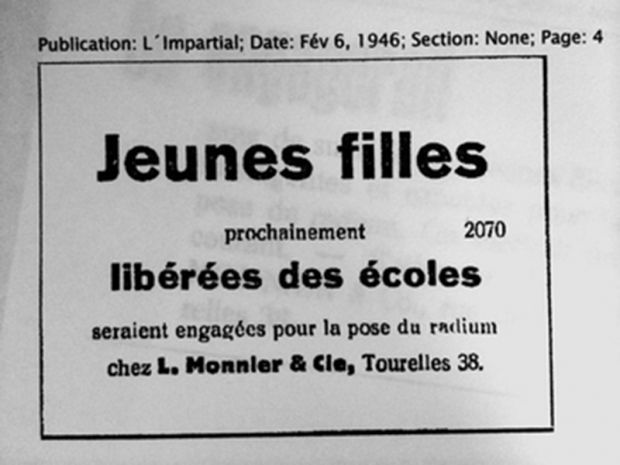 Publication: L´Impartial; Date: Fév 6, 1946; Section: None; Page: 4
Jeunes filles
prochainement 2070
libérées des écoles
seraient engagées pour la pose du radium
chez L. Monnier & Cie, Tourelles 38.